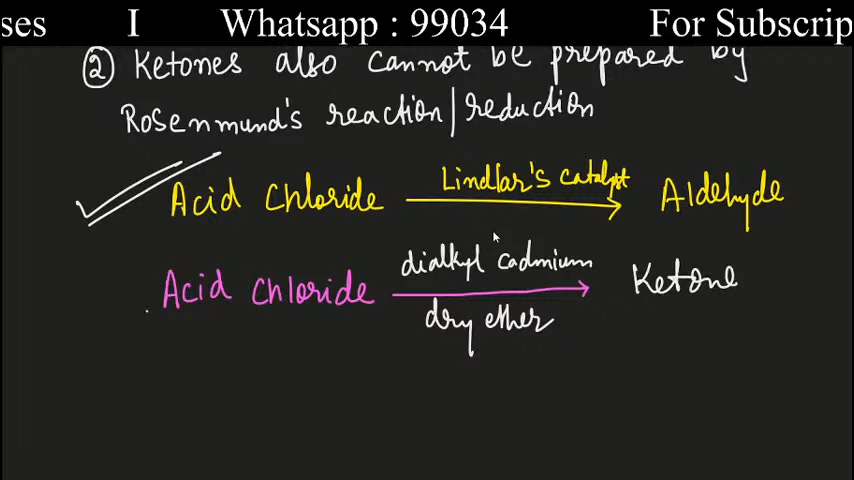 ses I Whatsapp : 99034 For Subscrip
② Ketones also cannot be prepared by
Rosenmund's reaction/reduction
Acid Chloride Lindlar's catalyst Aldehyde
Acid Chloride dialkyl cadmium Ketone
dry ether